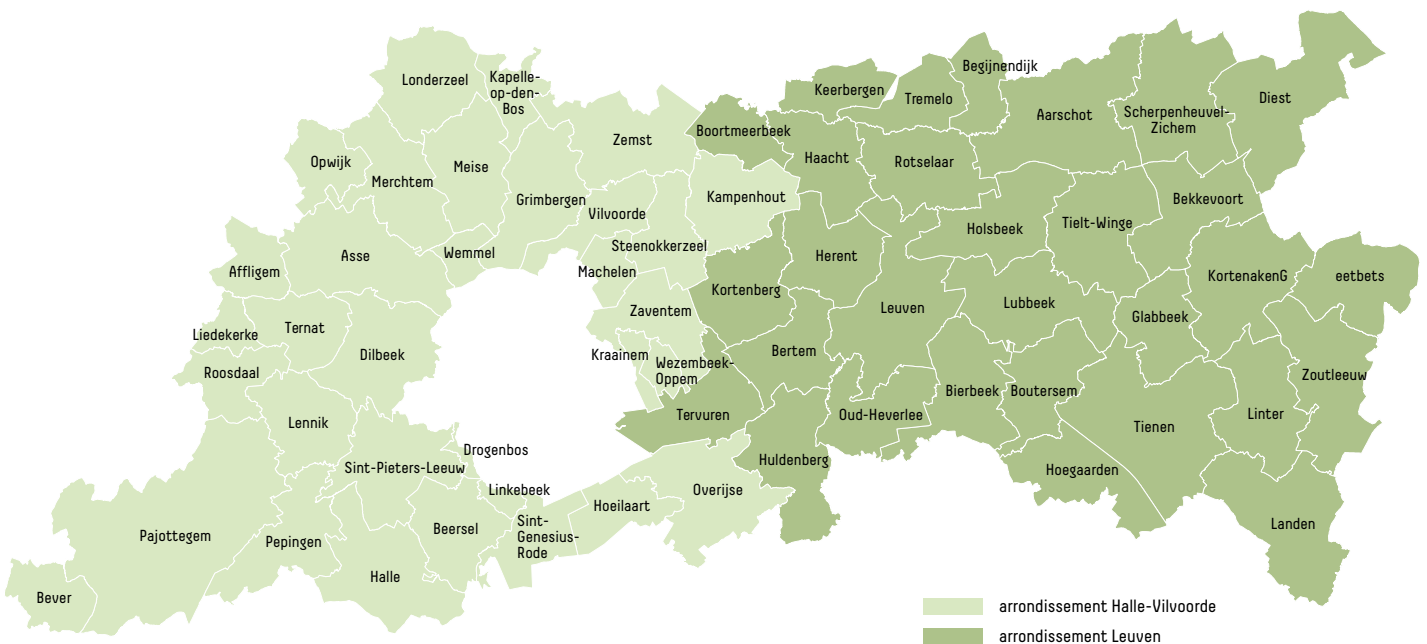 Londerzeel
Kapelle-
op-den-
Bos
Opwijk
Merchtem
Meise
Zemst
Grimbergen
Vilvoorde
Kampenhout
Steenokkerzeel
Machelen
Wemmel
Asse
Affligem
Liedekerke
Ternat
Dilbeek
Roosdaal
Lennik
Zaventem
Kraainem
Wezembeek-
Oppem
Drogenbos
Sint-Pieters-Leeuw
Linkebeek
Sint-
Genesius-
Rode
Hoeilaart
Overijse
Beersel
Halle
Pepingen
Pajottegem
Bever
Boortmeerbeek
Keerbergen
Tremelo
Begijnendijk
Aarschot
Scherpenheuvel-
Zichem
Diest
Haacht
Rotselaar
Holsbeek
Tielt-Winge
Bekkevoort
Herent
Kortenberg
Leuven
Lubbeek
Glabbeek
KortenakenG
eetbets
Bertem
Tervuren
Oud-Heverlee
Bierbeek
Boutersem
Tienen
Linter
Zoutleeuw
Huldenberg
Hoegaarden
Landen
arrondissement Halle-Vilvoorde
arrondissement Leuven